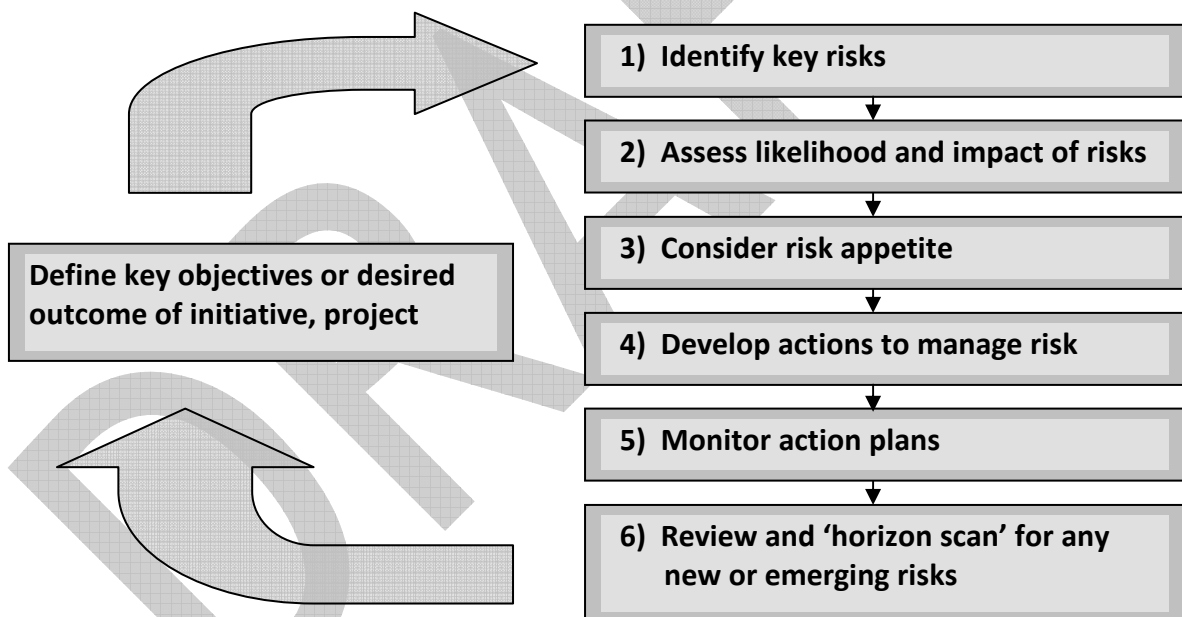 Define key objectives or desired
outcome of initiative, project
1) Identify key risks
2) Assess likelihood and impact of risks
3) Consider risk appetite
4) Develop actions to manage risk
5) Monitor action plans
6) Review and ‘horizon scan’ for any
new or emerging risks
DRA